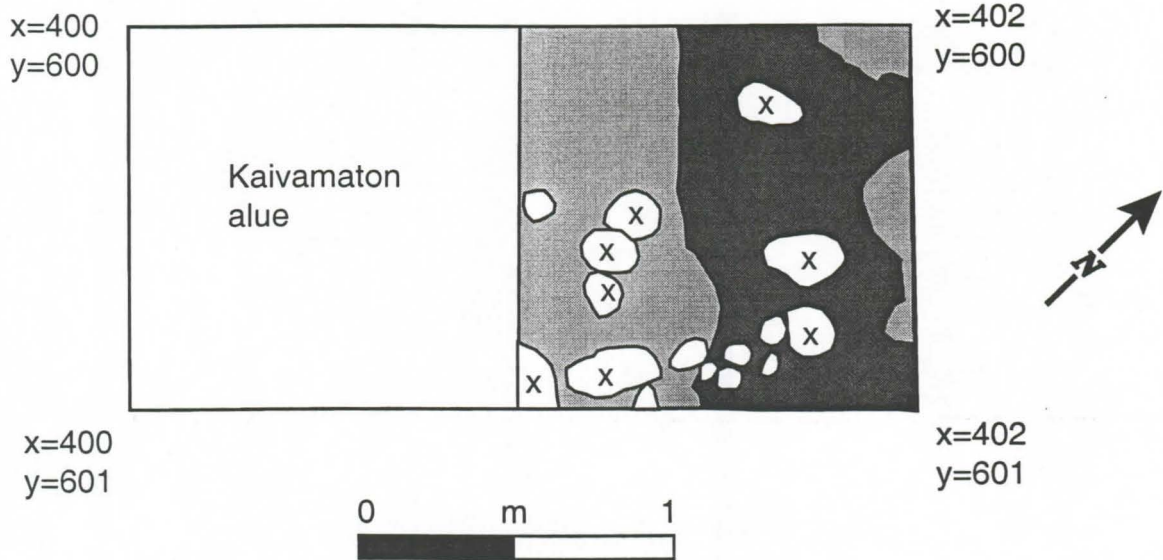 x=400
y=600
x=402
y=600
Kaivamaton
alue
x
x
x
x
x
x
x
x
N
x=400
y=601
x=402
y=601
0 m 1